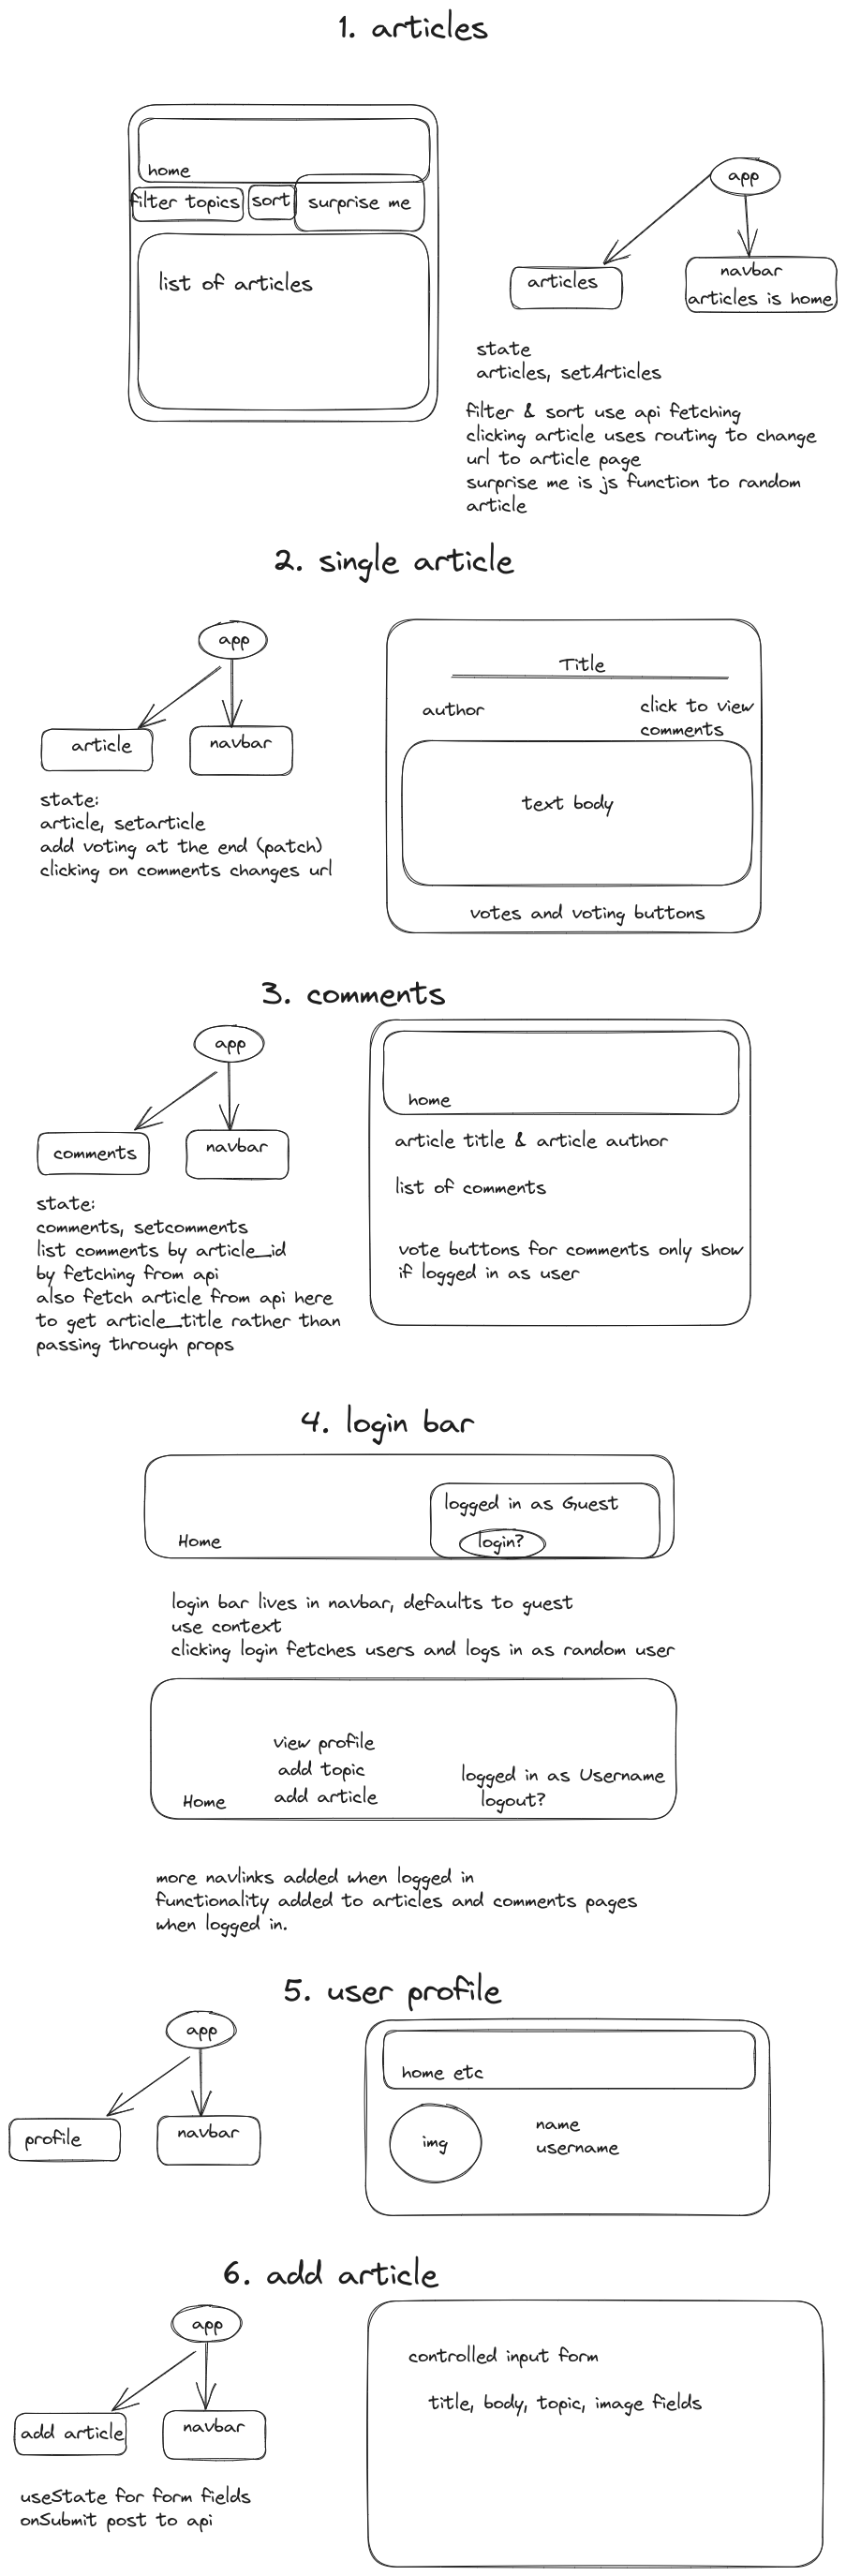 1. articles
home
filter topics
sort
surprise me
list of articles
app
articles
navbar
articles is home
state
articles, setArticles
filter & sort use api fetching
clicking article uses routing to change
url to article page
surprise me is js function to random
article
2. single article
app
article
navbar
state:
article, setarticle
add voting at the end (patch)
clicking on comments changes url
Title
author
click to view
comments
text body
votes and voting buttons
3. comments
app
comments
navbar
state:
comments, setcomments
list comments by article_id
by fetching from api
also fetch article from api here
to get article_title rather than
passing through props
home
article title & article author
list of comments
vote buttons for comments only show
if logged in as user
4. login bar
Home
logged in as Guest
login?
login bar lives in navbar, defaults to guest
use context
clicking login fetches users and logs in as random user
Home
view profile
add topic
add article
logged in as Username
logout?
more navlinks added when logged in
functionality added to articles and comments pages
when logged in.
5. user profile
app
profile
navbar
home etc
img
name
username
6. add article
app
add article
navbar
useState for form fields
onSubmit post to api
controlled input form
title, body, topic, image fields